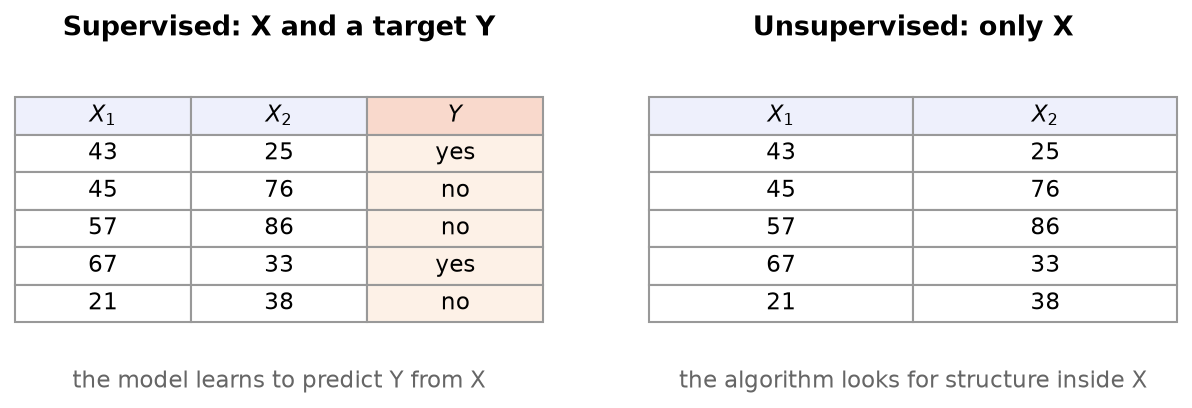 Supervised: X and a target Y
X₁ X₂ Y
43 25 yes
45 76 no
57 86 no
67 33 yes
21 38 no
the model learns to predict Y from X
Unsupervised: only X
X₁ X₂
43 25
45 76
57 86
67 33
21 38
the algorithm looks for structure inside X